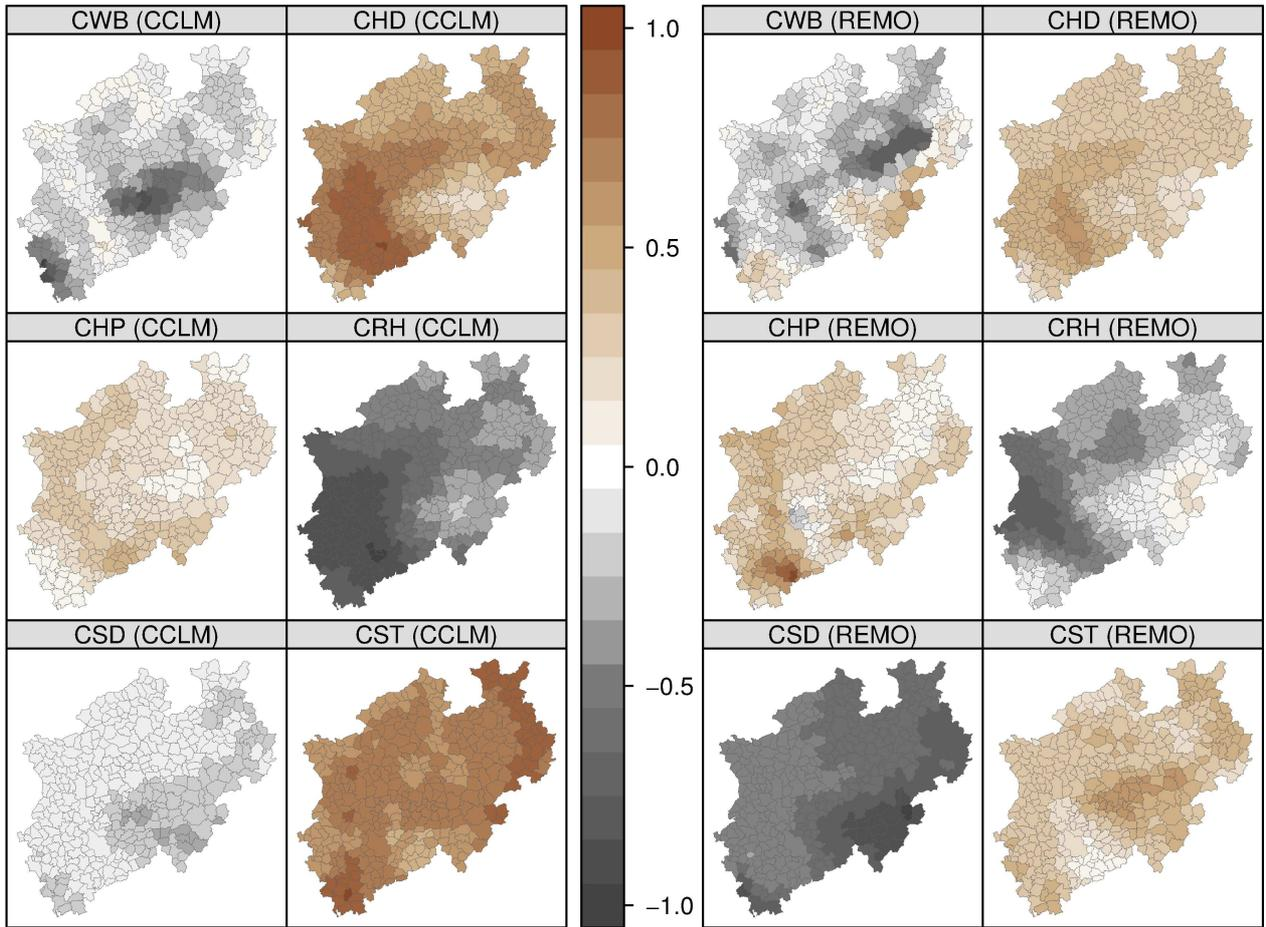 CWB (CCLM)
CHD (CCLM)
1.0
CWB (REMO)
CHD (REMO)
0.5
CHP (CCLM)
CRH (CCLM)
CHP (REMO)
CRH (REMO)
0.0
CSD (CCLM)
CST (CCLM)
CSD (REMO)
CST (REMO)
−0.5
−1.0